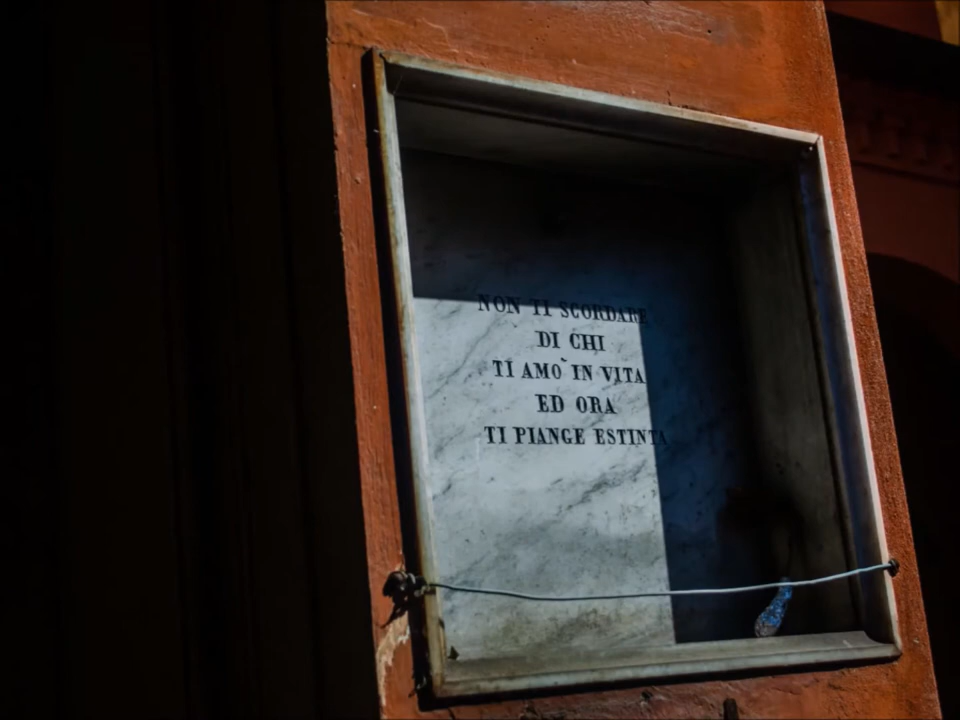 NON TI SCORDARE
DI CHI
TI AMÒ IN VITA
ED ORA
TI PIANGE ESTINTA